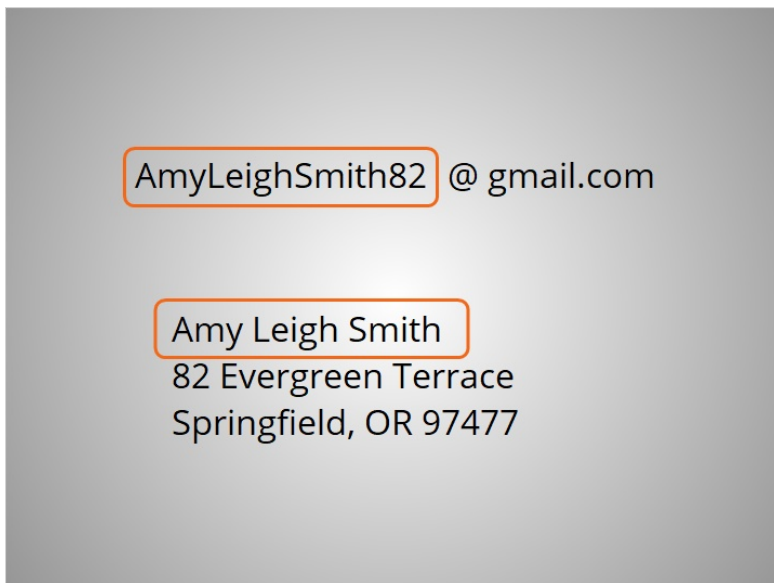 AmyLeighSmith82 @ gmail.com
Amy Leigh Smith
82 Evergreen Terrace
Springfield, OR 97477